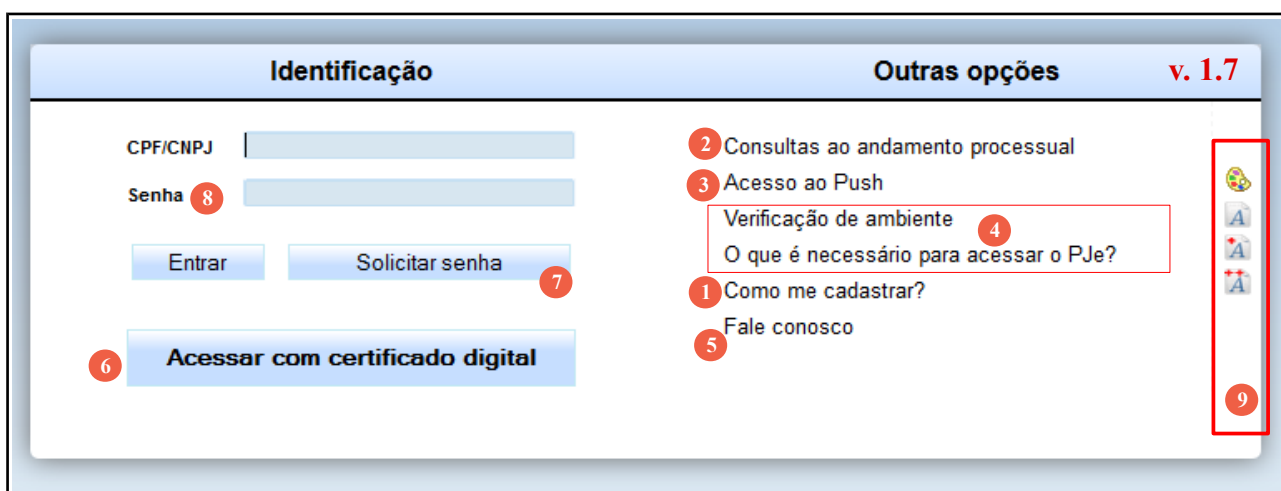 Identificação
Outras opções
v. 1.7
CPF/CNPJ
Senha 8
Entrar
Solicitar senha
7
6 Acessar com certificado digital
2 Consultas ao andamento processual
3 Acesso ao Push
Verificação de ambiente
4
O que é necessário para acessar o PJe?
1 Como me cadastrar?
Fale conosco
5
A
A
A
9